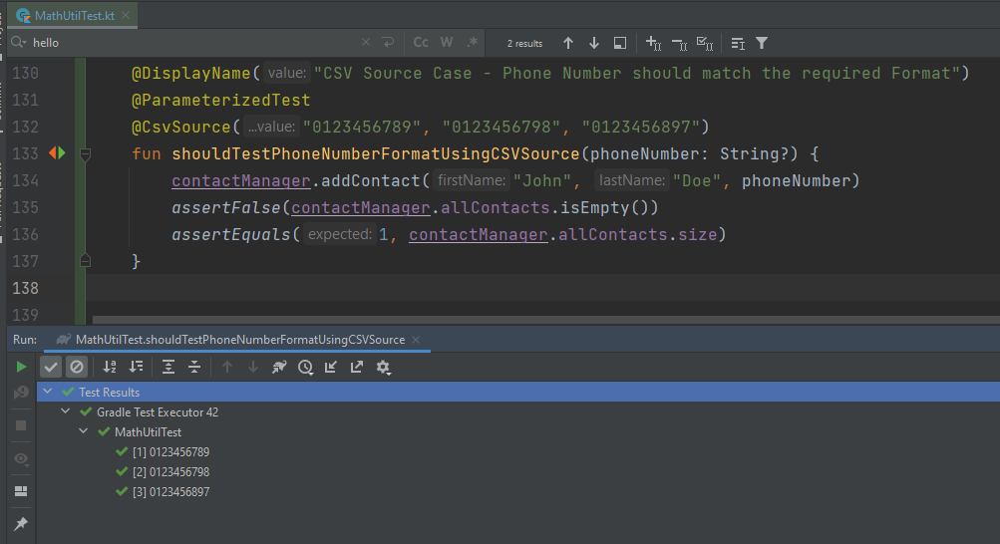 MathUtilTest.kt
hello
Cc W .* 2 results
130 @DisplayName( value: "CSV Source Case - Phone Number should match the required Format")
131 @ParameterizedTest
132 @CsvSource( ...value: "0123456789", "0123456798", "0123456897")
133 fun shouldTestPhoneNumberFormatUsingCSVSource(phoneNumber: String?) {
134 contactManager.addContact( firstName: "John", lastName: "Doe", phoneNumber)
135 assertFalse(contactManager.allContacts.isEmpty())
136 assertEquals( expected: 1, contactManager.allContacts.size)
137 }
138
139
Run: MathUtilTest.shouldTestPhoneNumberFormatUsingCSVSource
Test Results
Gradle Test Executor 42
MathUtilTest
[1] 0123456789
[2] 0123456798
[3] 0123456897